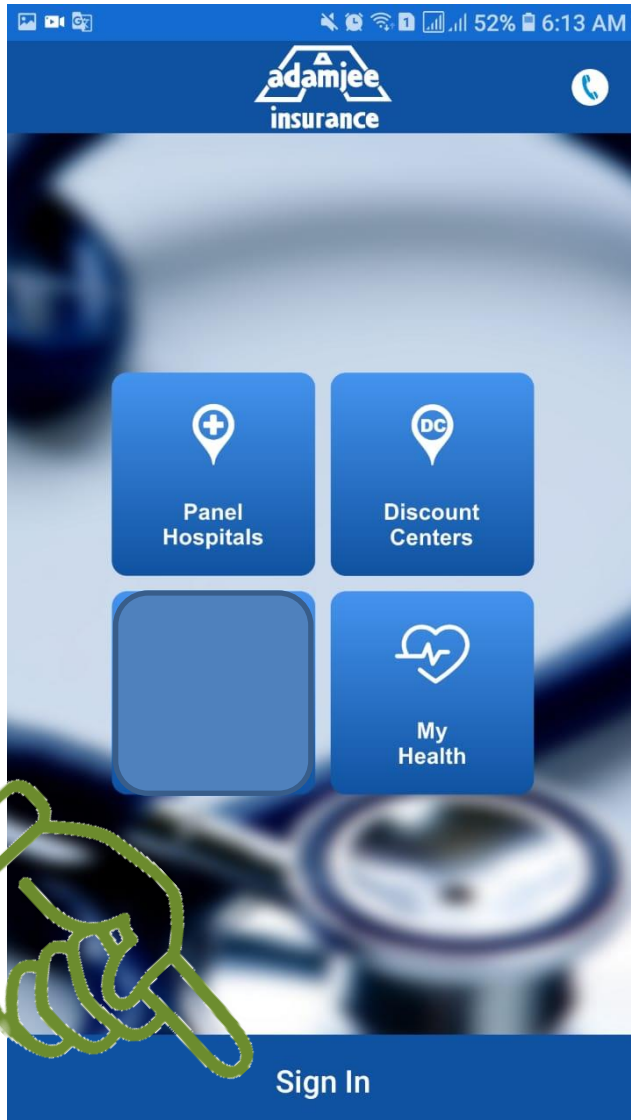 52% 6:13 AM
adamjee
insurance
Panel
Hospitals
DC
Discount
Centers
My
Health
Sign In